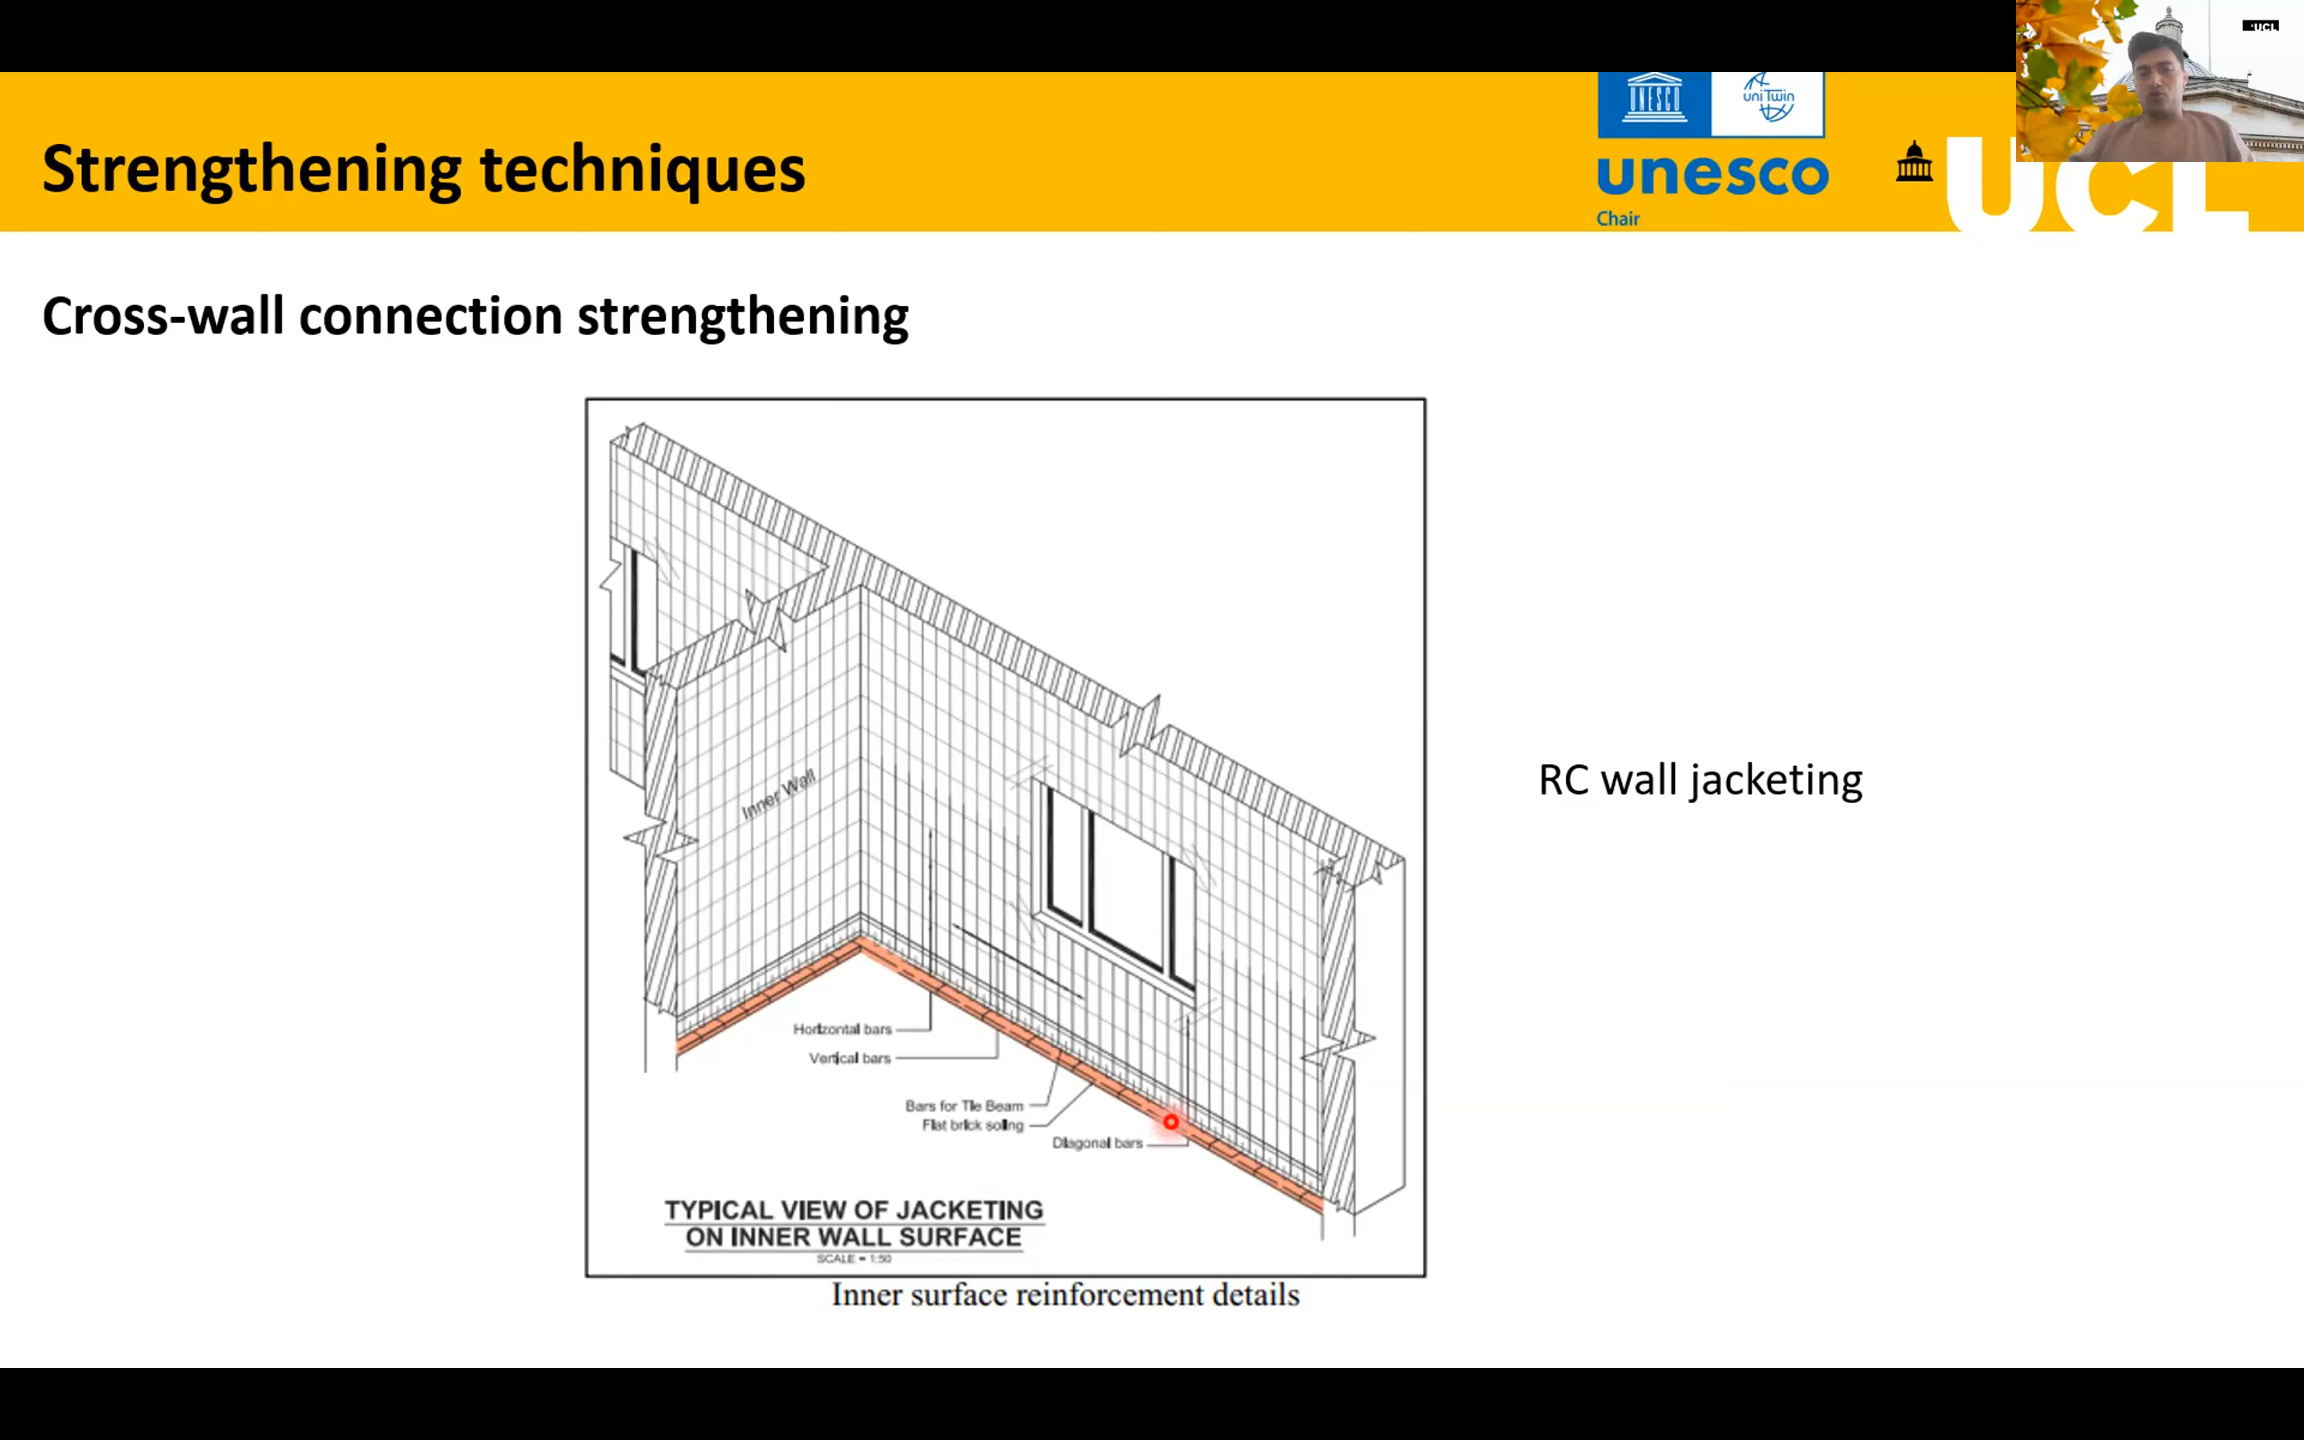 UCL
UNESCO
uniTwin
Strengthening techniques
unesco
Chair
UCL
Cross-wall connection strengthening
Inner Wall
RC wall jacketing
Horizontal bars
Vertical bars
Bars for Tie Beam
Flat brick soling
Diagonal bars
TYPICAL VIEW OF JACKETING
ON INNER WALL SURFACE
SCALE = 1:50
Inner surface reinforcement details